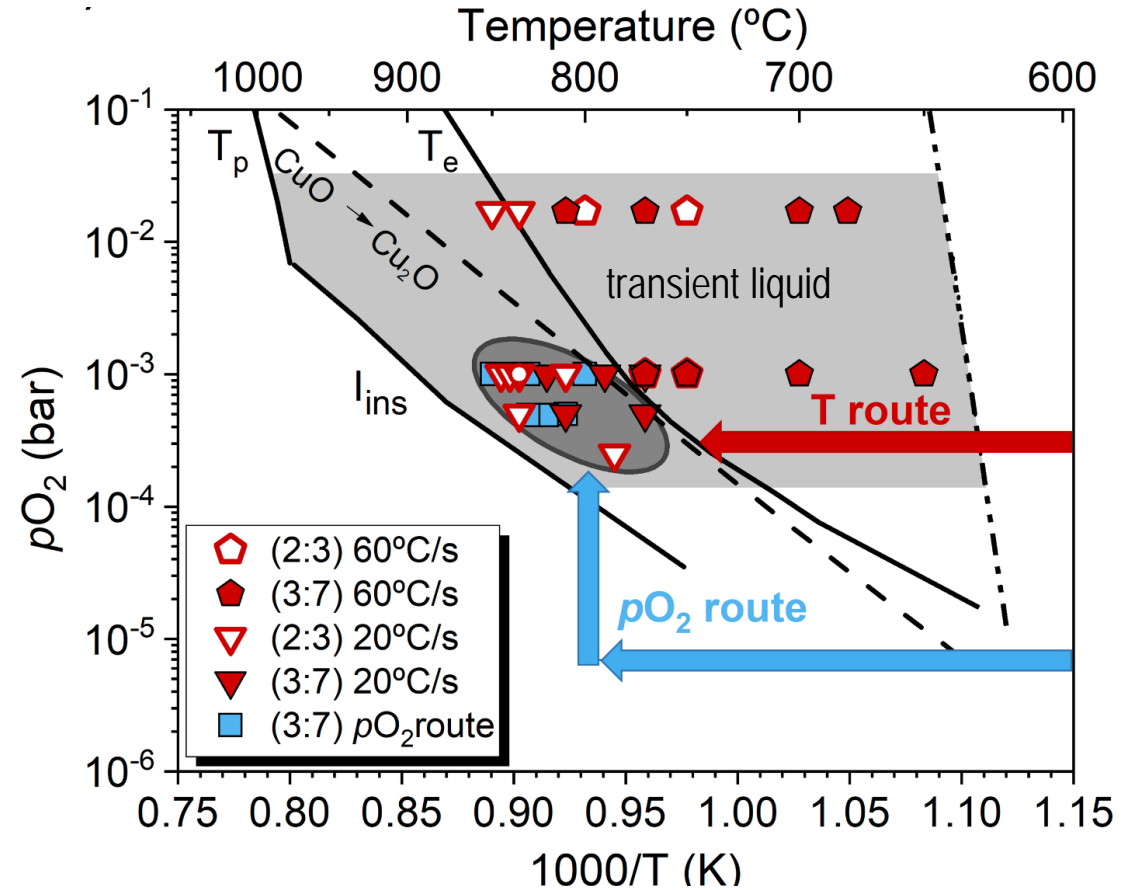 Temperature (ºC)
1000 900 800 700 600
10⁻¹
10⁻²
10⁻³
10⁻⁴
10⁻⁵
10⁻⁶
pO₂ (bar)
Tₚ
CuO
Cu₂O
Tₑ
transient liquid
Iᵢₙₛ
T route
pO₂ route
(2:3) 60ºC/s
(3:7) 60ºC/s
(2:3) 20ºC/s
(3:7) 20ºC/s
(3:7) pO₂route
0.75 0.80 0.85 0.90 0.95 1.00 1.05 1.10 1.15
1000/T (K)